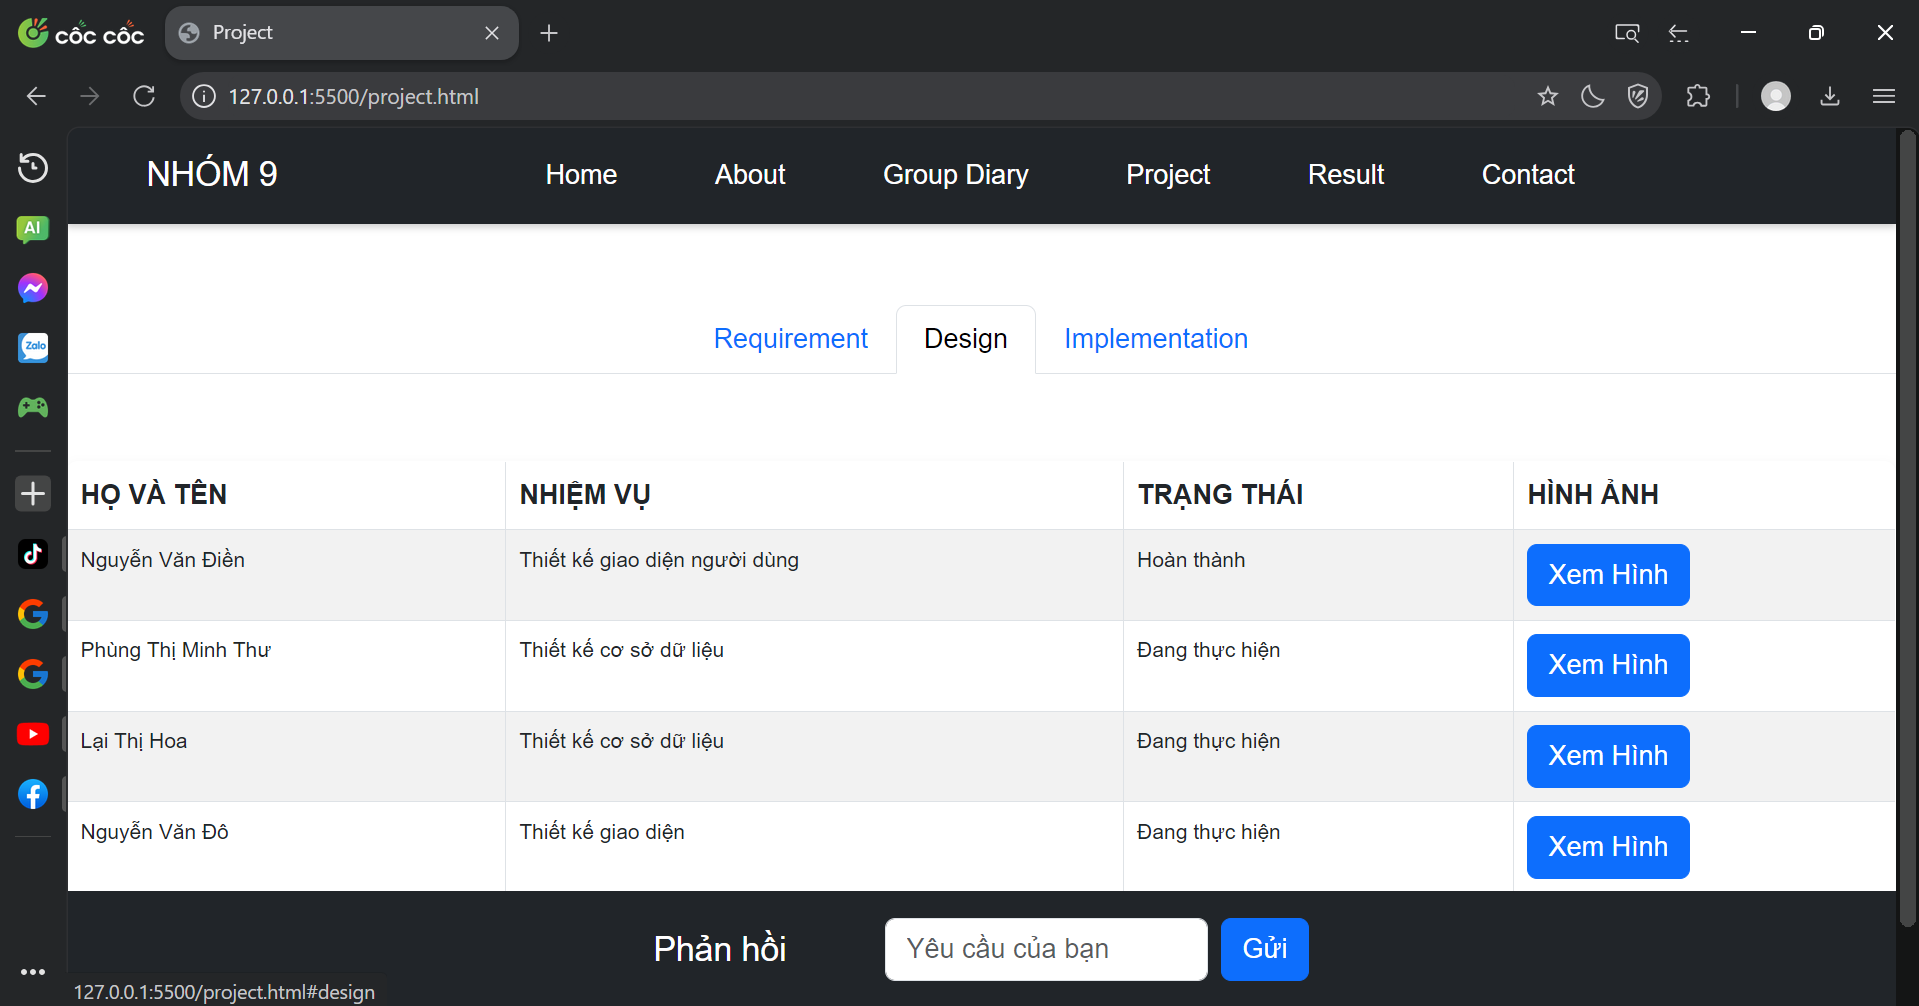 cốc cốc
Project
127.0.0.1:5500/project.html
NHÓM 9 Home About Group Diary Project Result Contact
AI
Zalo
Requirement Design Implementation
HỌ VÀ TÊN NHIỆM VỤ TRẠNG THÁI HÌNH ẢNH
Nguyễn Văn Điền Thiết kế giao diện người dùng Hoàn thành Xem Hình
Phùng Thị Minh Thư Thiết kế cơ sở dữ liệu Đang thực hiện Xem Hình
Lại Thị Hoa Thiết kế cơ sở dữ liệu Đang thực hiện Xem Hình
Nguyễn Văn Đô Thiết kế giao diện Đang thực hiện Xem Hình
Phản hồi Yêu cầu của bạn Gửi
127.0.0.1:5500/project.html#design